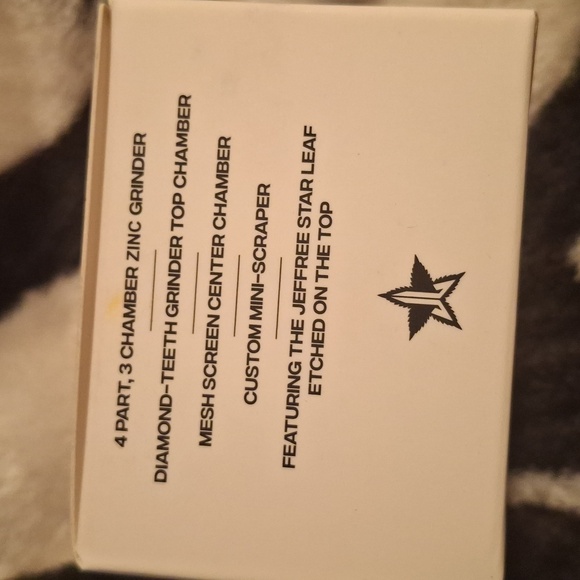 4 PART, 3 CHAMBER ZINC GRINDER
DIAMOND-TEETH GRINDER TOP CHAMBER
MESH SCREEN CENTER CHAMBER
CUSTOM MINI-SCRAPER
FEATURING THE JEFFREE STAR LEAF
ETCHED ON THE TOP